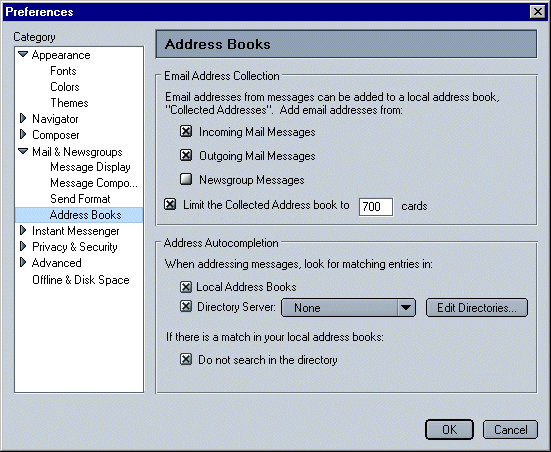 Preferences
Category
Appearance
Fonts
Colors
Themes
Navigator
Composer
Mail & Newsgroups
Message Display
Message Compo...
Send Format
Address Books
Instant Messenger
Privacy & Security
Advanced
Offline & Disk Space
Address Books
Email Address Collection
Email addresses from messages can be added to a local address book,
"Collected Addresses". Add email addresses from:
Incoming Mail Messages
Outgoing Mail Messages
Newsgroup Messages
Limit the Collected Address book to 700 cards
Address Autocompletion
When addressing messages, look for matching entries in:
Local Address Books
Directory Server: None Edit Directories...
If there is a match in your local address books:
Do not search in the directory
OK Cancel